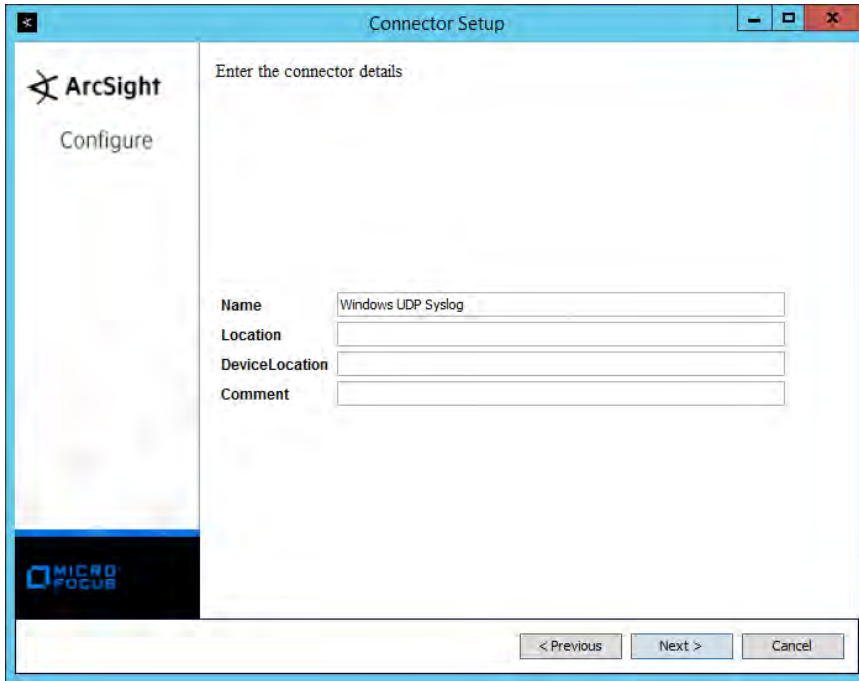 Connector Setup
ArcSight
Configure
Enter the connector details
Name Windows UDP Syslog
Location
DeviceLocation
Comment
MICRO
FOCUS
< Previous Next > Cancel